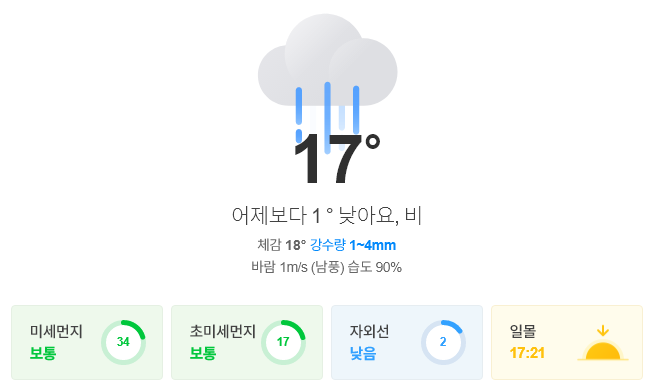 17°
어제보다 1 ° 낮아요, 비
체감 18° 강수량 1~4mm
바람 1m/s (남풍) 습도 90%
미세먼지
보통
34
초미세먼지
보통
17
자외선
낮음
2
일몰
17:21